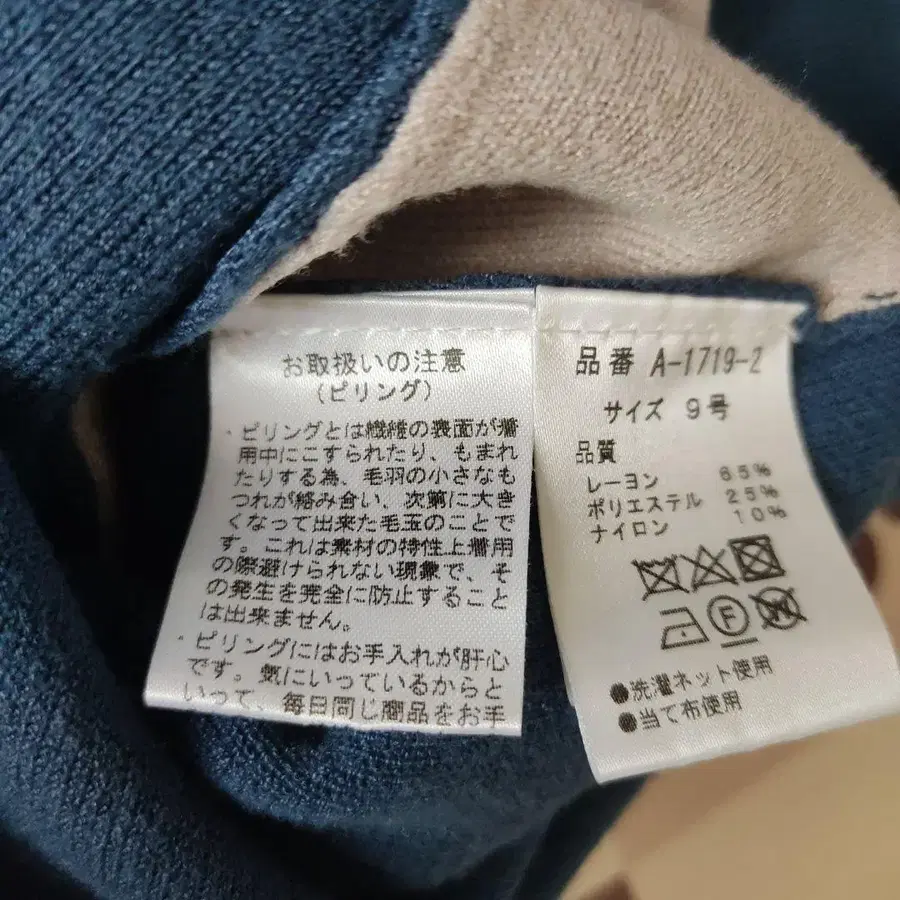 お取扱いの注意
(ピリング)
・ピリングとは繊維の表面が着
用中にこすられたり、もまれ
たりする為、毛羽の小さなも
つれが絡み合い、次第に大き
くなって出来た毛玉のことで
す。これは素材の特性上着用
の際避けられない現象で、そ
の発生を完全に防止すること
は出来ません。
・ピリングにはお手入れが肝心
です。気にいっているからと
いって、毎日同じ商品をお手
品番 A-1719-2
サイズ 9号
品質
レーヨン 65%
ポリエステル 25%
ナイロン 10%
F
W
●洗濯ネット使用
●当て布使用